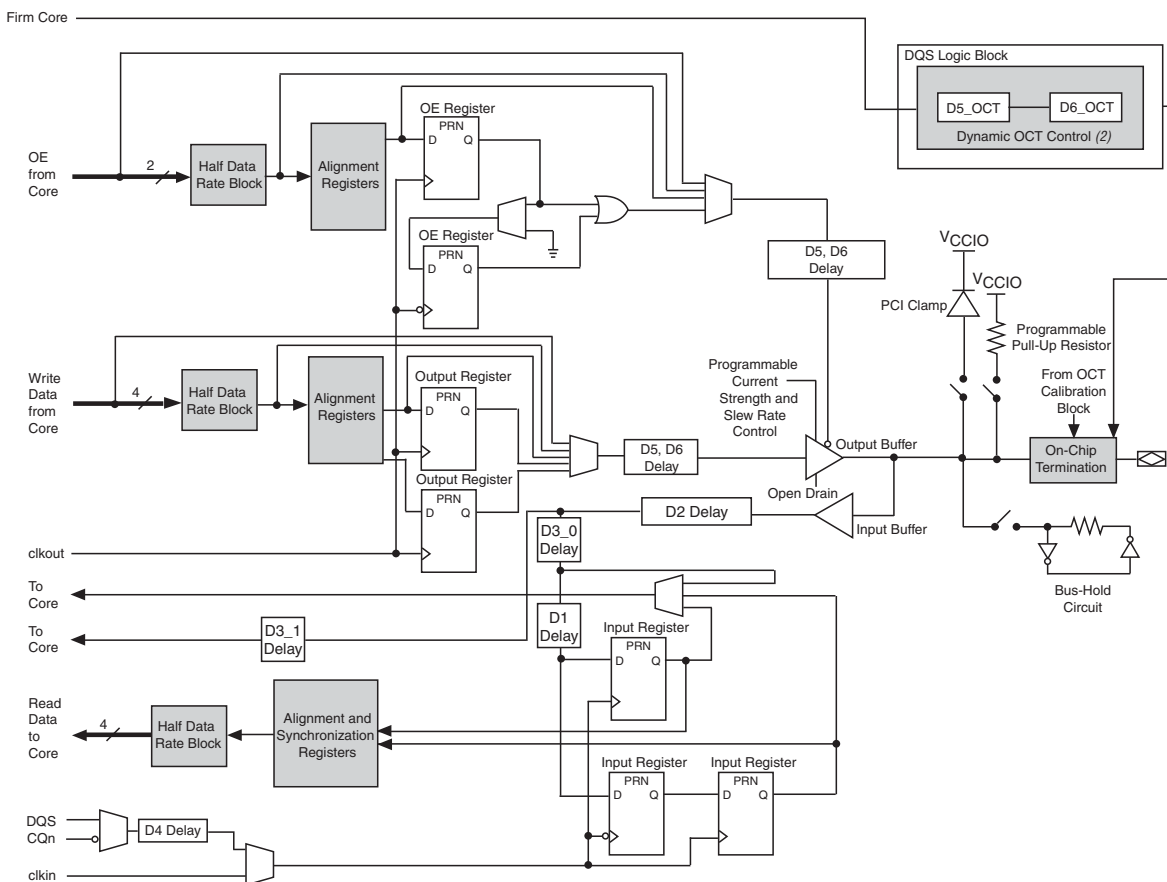 Firm Core
DQS Logic Block
D5_OCT
D6_OCT
Dynamic OCT Control (2)
OE
from
Core
2
Half Data
Rate Block
Alignment
Registers
OE Register
PRN
D
Q
OE Register
PRN
D
Q
D5, D6
Delay
VCCIO
PCI Clamp
VCCIO
Programmable
Pull-Up Resistor
From OCT
Calibration
Block
On-Chip
Termination
Write
Data
from
Core
4
Half Data
Rate Block
Alignment
Registers
Output Register
PRN
D
Q
Output Register
PRN
D
Q
D5, D6
Delay
Programmable
Current
Strength and
Slew Rate
Control
Output Buffer
Open Drain
Input Buffer
D2 Delay
D3_0
Delay
clkout
To
Core
To
Core
D3_1
Delay
D1
Delay
Input Register
PRN
D
Q
Bus-Hold
Circuit
Read
Data
to
Core
4
Half Data
Rate Block
Alignment and
Synchronization
Registers
Input Register
PRN
D
Q
Input Register
PRN
D
Q
DQS
CQn
D4 Delay
clkin